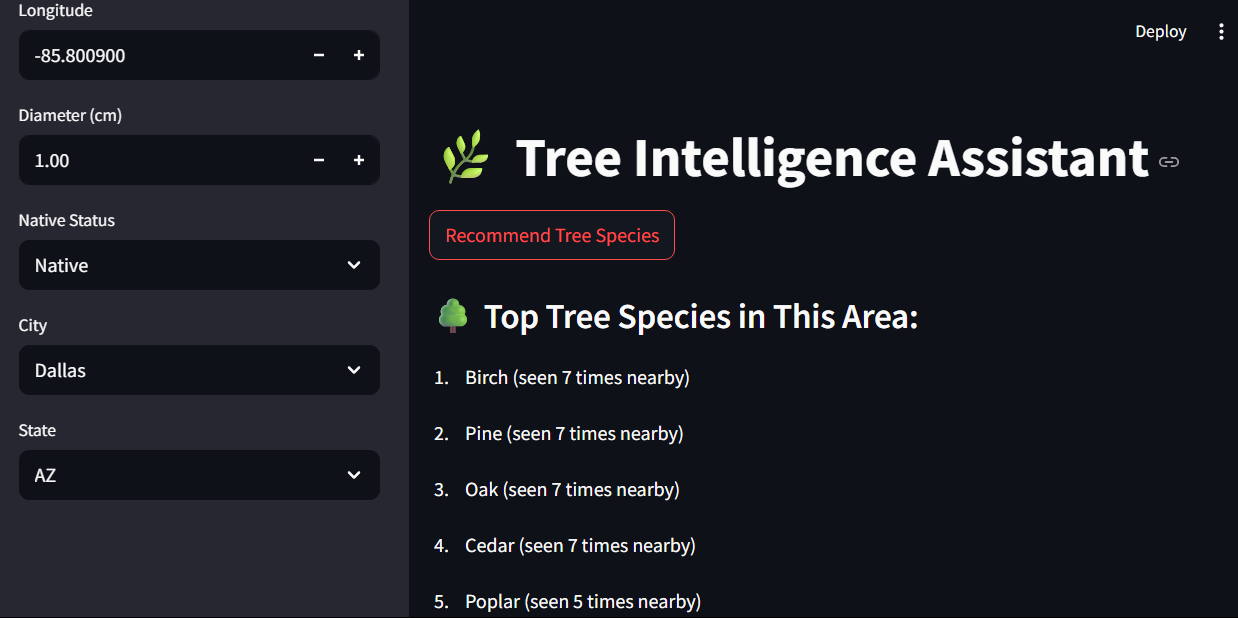 Longitude
-85.800900
Diameter (cm)
1.00
Native Status
Native
City
Dallas
State
AZ
Deploy
Tree Intelligence Assistant
Recommend Tree Species
Top Tree Species in This Area:
1. Birch (seen 7 times nearby)
2. Pine (seen 7 times nearby)
3. Oak (seen 7 times nearby)
4. Cedar (seen 7 times nearby)
5. Poplar (seen 5 times nearby)